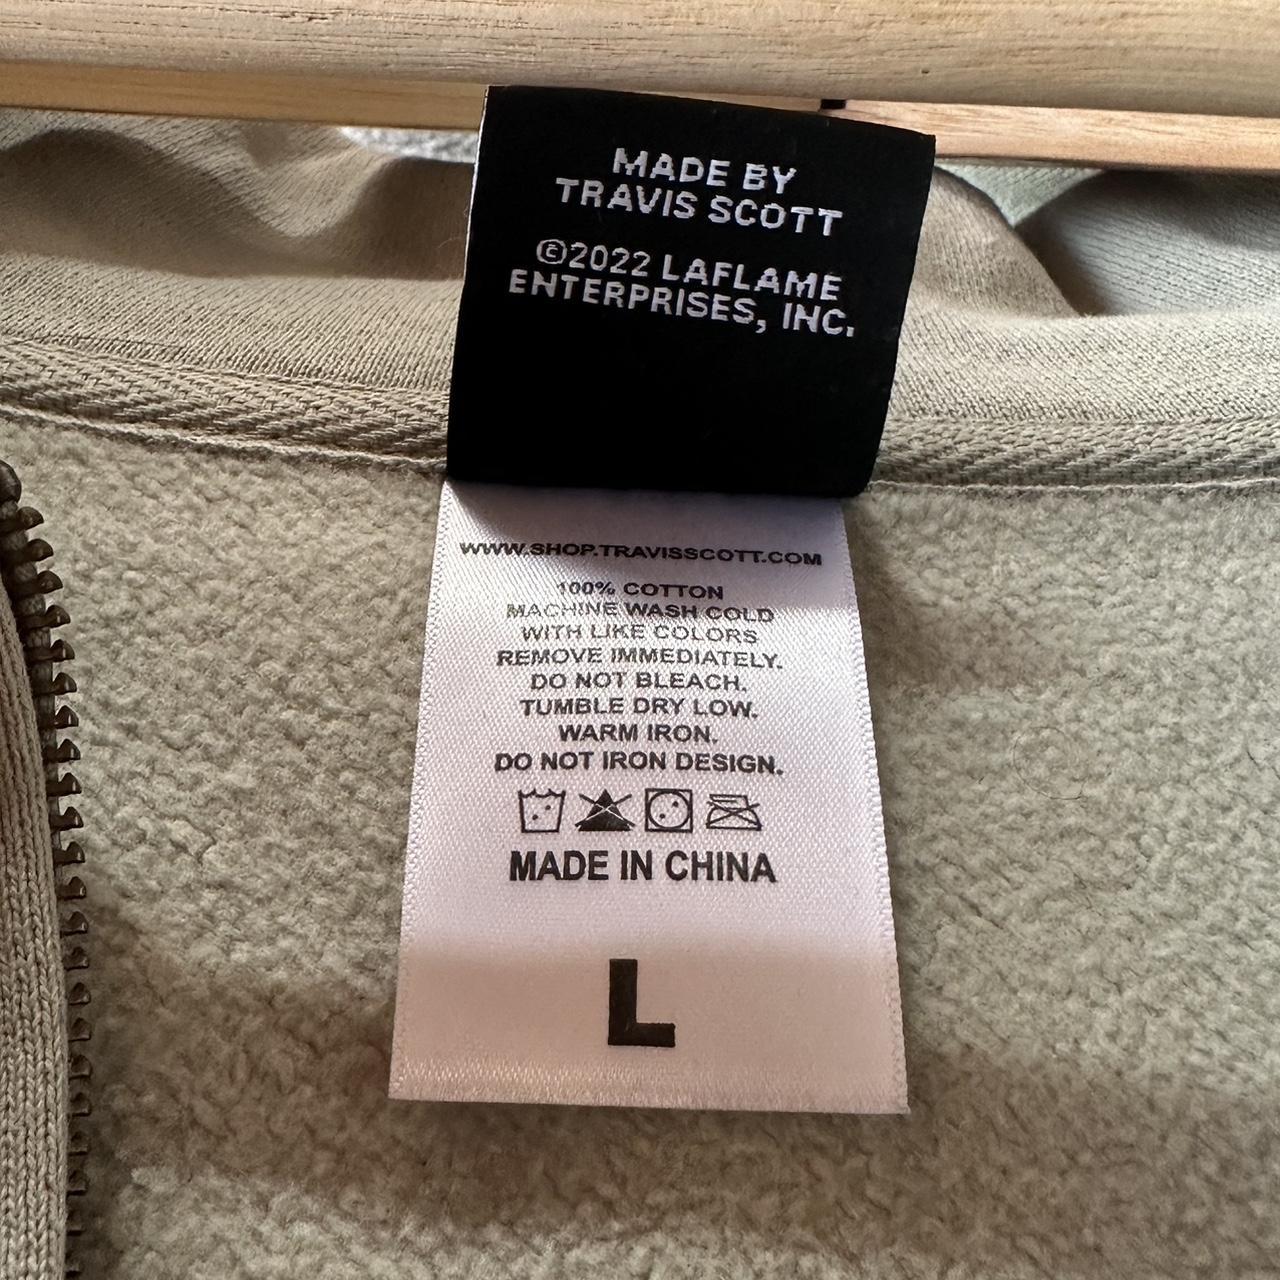 MADE BY
TRAVIS SCOTT
©2022 LAFLAME
ENTERPRISES, INC.
WWW.SHOP.TRAVISSCOTT.COM
100% COTTON
MACHINE WASH COLD
WITH LIKE COLORS
REMOVE IMMEDIATELY.
DO NOT BLEACH.
TUMBLE DRY LOW.
WARM IRON.
DO NOT IRON DESIGN.
MADE IN CHINA
L